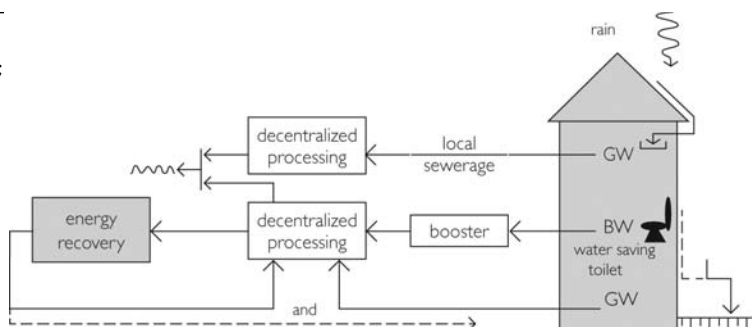 rain
decentralized
processing
local
sewerage
GW
energy
recovery
decentralized
processing
booster
BW
water saving
toilet
and
GW